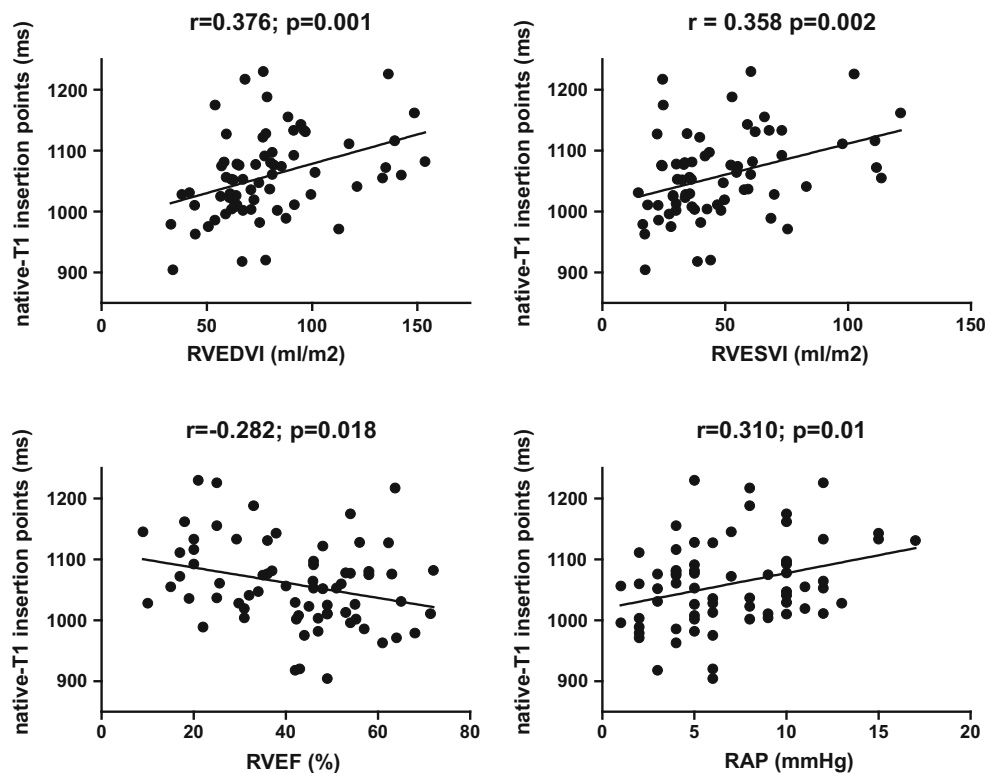 r=0.376; p=0.001
native-T1 insertion points (ms)
1200
1100
1000
900
0
50
100
150
RVEDVI (ml/m2)
r = 0.358 p=0.002
native-T1 insertion points (ms)
1200
1100
1000
900
0
50
100
150
RVESVI (ml/m2)
r=-0.282; p=0.018
native-T1 insertion points (ms)
1200
1100
1000
900
0
20
40
60
80
RVEF (%)
r=0.310; p=0.01
native-T1 insertion points (ms)
1200
1100
1000
900
0
5
10
15
20
RAP (mmHg)